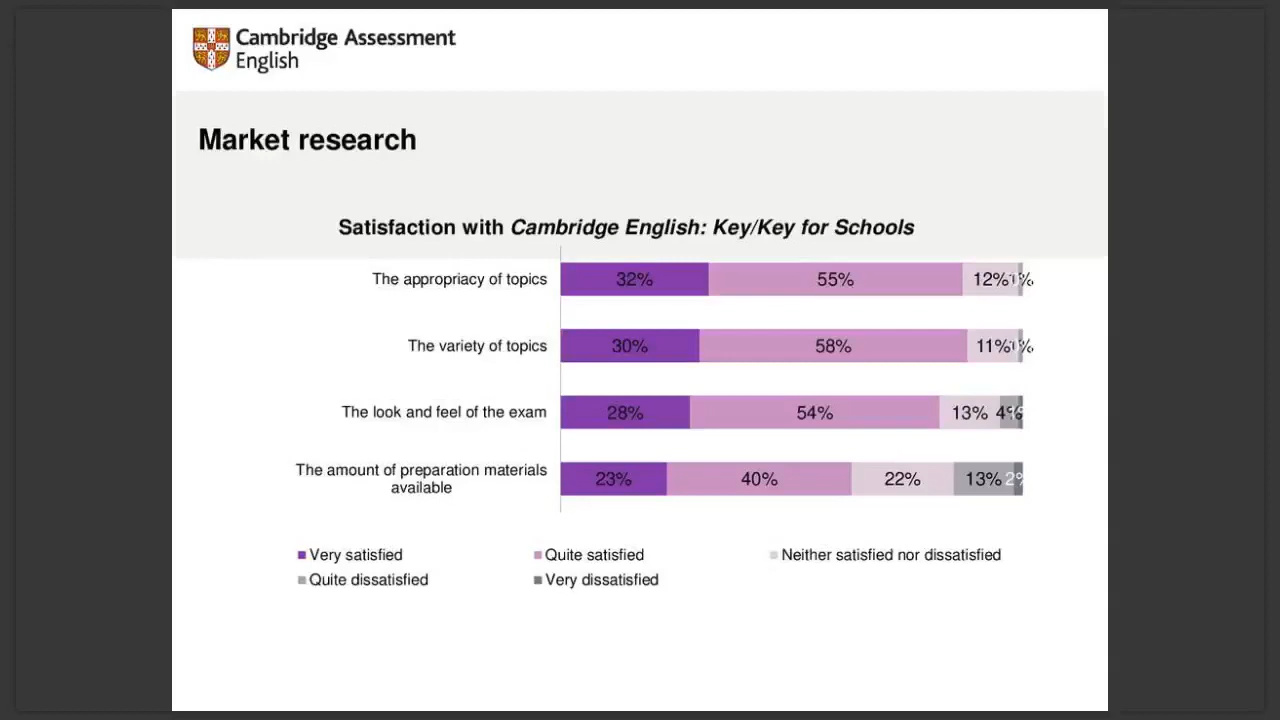 Cambridge Assessment
English
Market research
Satisfaction with Cambridge English: Key/Key for Schools
The appropriacy of topics 32% 55% 12%
The variety of topics 30% 58% 11%
The look and feel of the exam 28% 54% 13% 4%
The amount of preparation materials
available
23% 40% 22% 13% 2%
Very satisfied Quite satisfied Neither satisfied nor dissatisfied
Quite dissatisfied Very dissatisfied